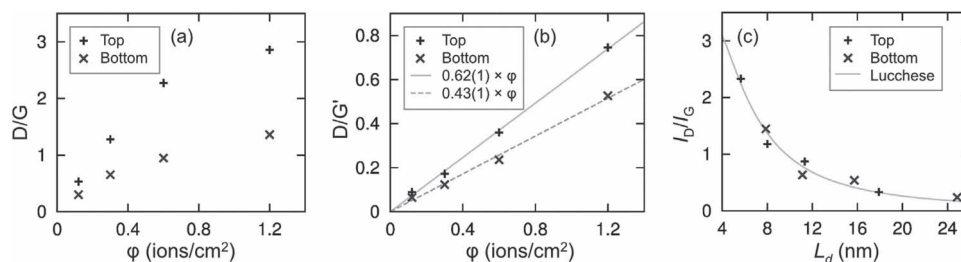 (a)
Top
Bottom
D/G
3
2
1
0
0
0.4
0.8
1.2
φ (ions/cm²)
(b)
Top
Bottom
0.62(1) × φ
0.43(1) × φ
D/G'
0.8
0.6
0.4
0.2
0
0
0.4
0.8
1.2
φ (ions/cm²)
(c)
Top
Bottom
Lucchese
I_D/I_G
3
2
1
0
4
8
12
16
20
24
L_d (nm)